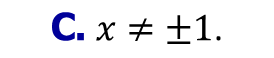 C. x ≠ ±1.